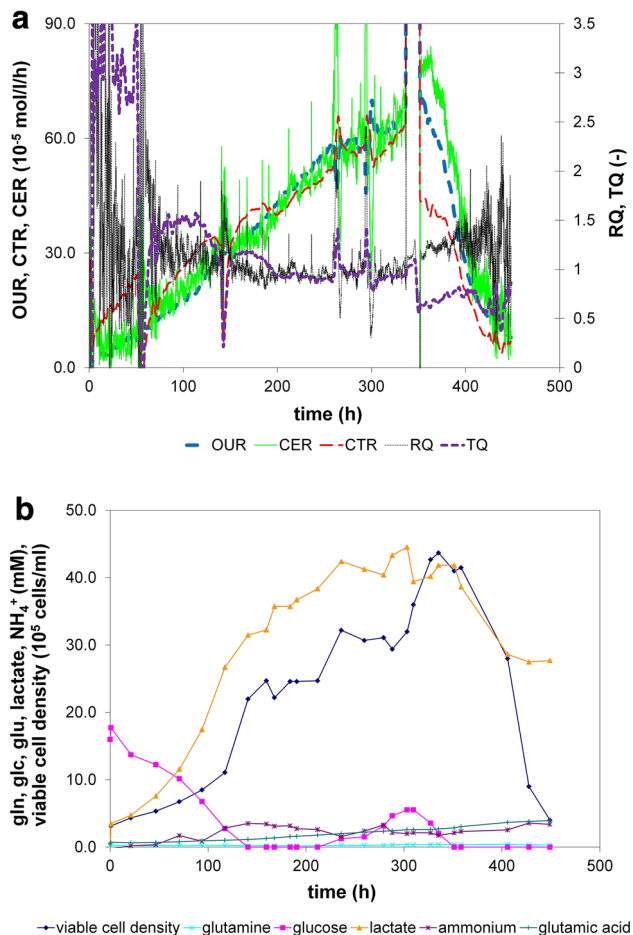 a
90.0
60.0
30.0
0.0
OUR, CTR, CER (10⁻⁵ mol/l/h)
3.5
3
2.5
2
1.5
1
0.5
0
RQ, TQ (-)
0 100 200 300 400 500
time (h)
OUR CER CTR RQ TQ
b
50.0
40.0
30.0
20.0
10.0
0.0
gln, glc, glu, lactate, NH₄⁺ (mM),
viable cell density (10⁵ cells/ml)
0 100 200 300 400 500
time (h)
viable cell density glutamine glucose lactate ammonium glutamic acid